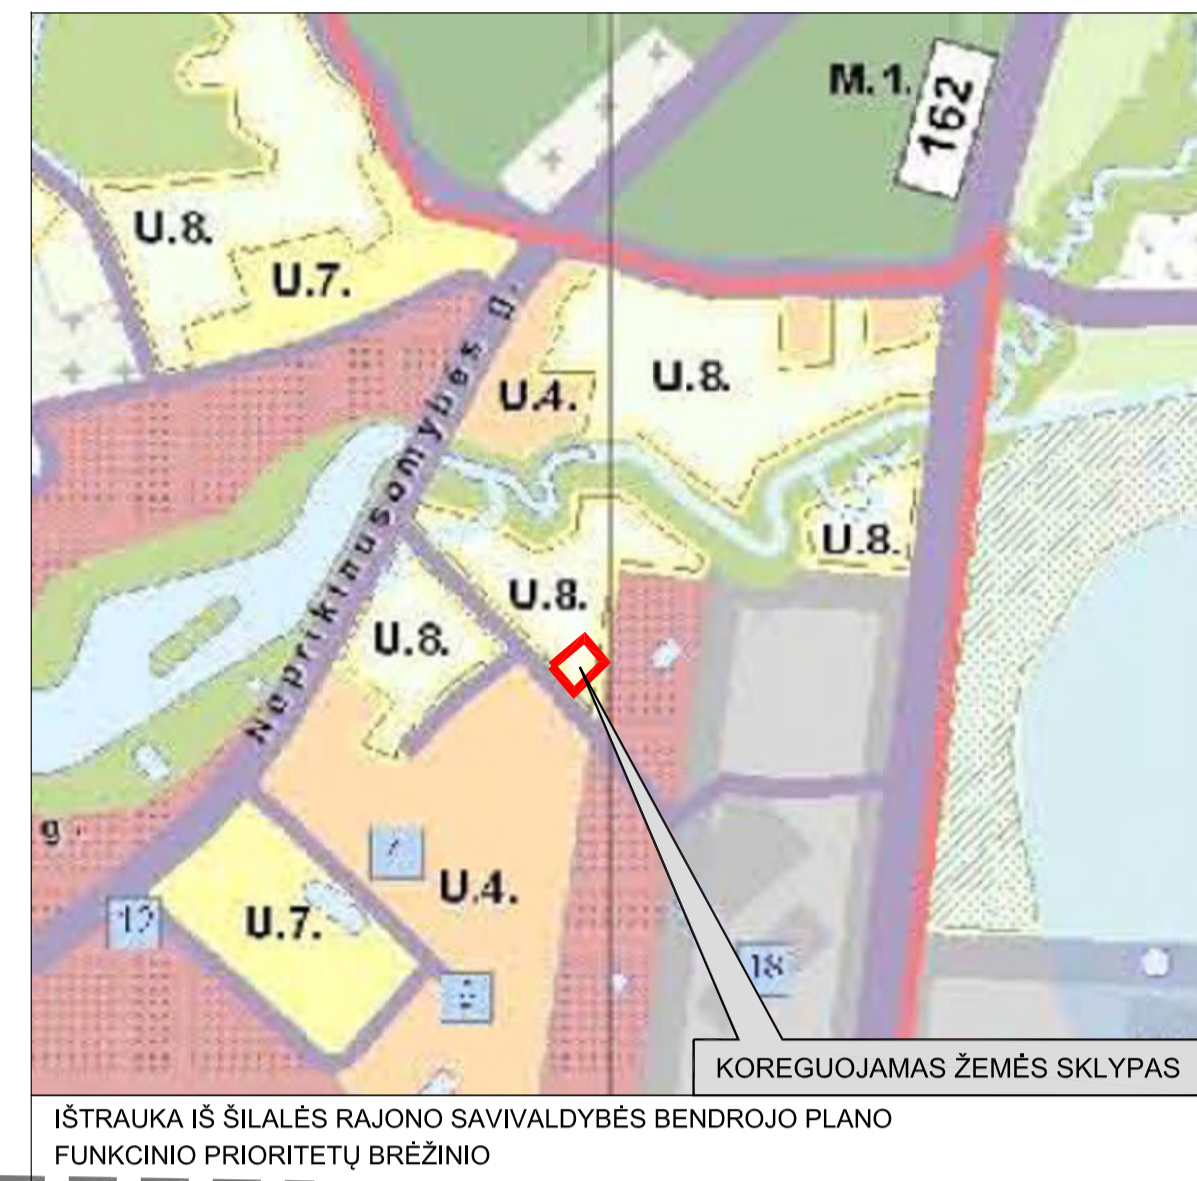 M.1.
162
U.8.
U.7.
Nepriklausomybės g.
U.4.
U.8.
U.8.
U.8.
U.8.
g.
U.4.
12
U.7.
18
KOREGUOJAMAS ŽEMĖS SKLYPAS
IŠTRAUKA IŠ ŠILALĖS RAJONO SAVIVALDYBĖS BENDROJO PLANO
FUNKCINIO PRIORITETŲ BRĖŽINIO